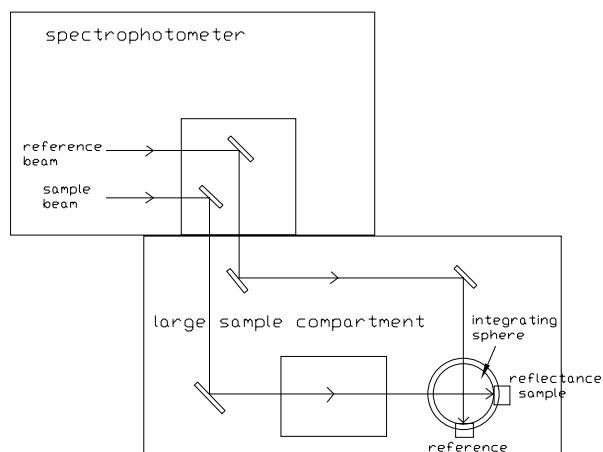 spectrophotometer
reference
beam
sample
beam
large sample compartment
integrating
sphere
reflectance
sample
reference